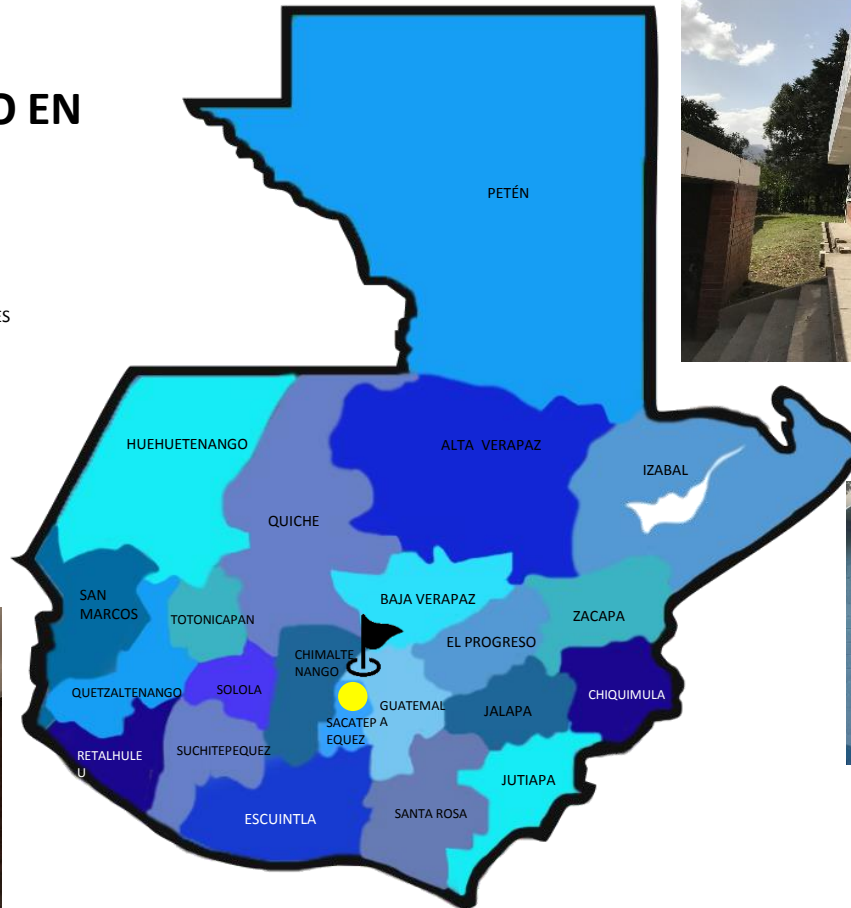 O EN
ES
PETÉN
HUEHUETENANGO
ALTA VERAPAZ
IZABAL
QUICHE
SAN
MARCOS
TOTONICAPAN
BAJA VERAPAZ
ZACAPA
EL PROGRESO
CHIMALTE
NANGO
QUETZALTENANGO
SOLOLA
GUATEMAL
A
SACATEP
EQUEZ
JALAPA
CHIQUIMULA
RETALHULE
U
SUCHITEPEQUEZ
JUTIAPA
ESCUINTLA
SANTA ROSA